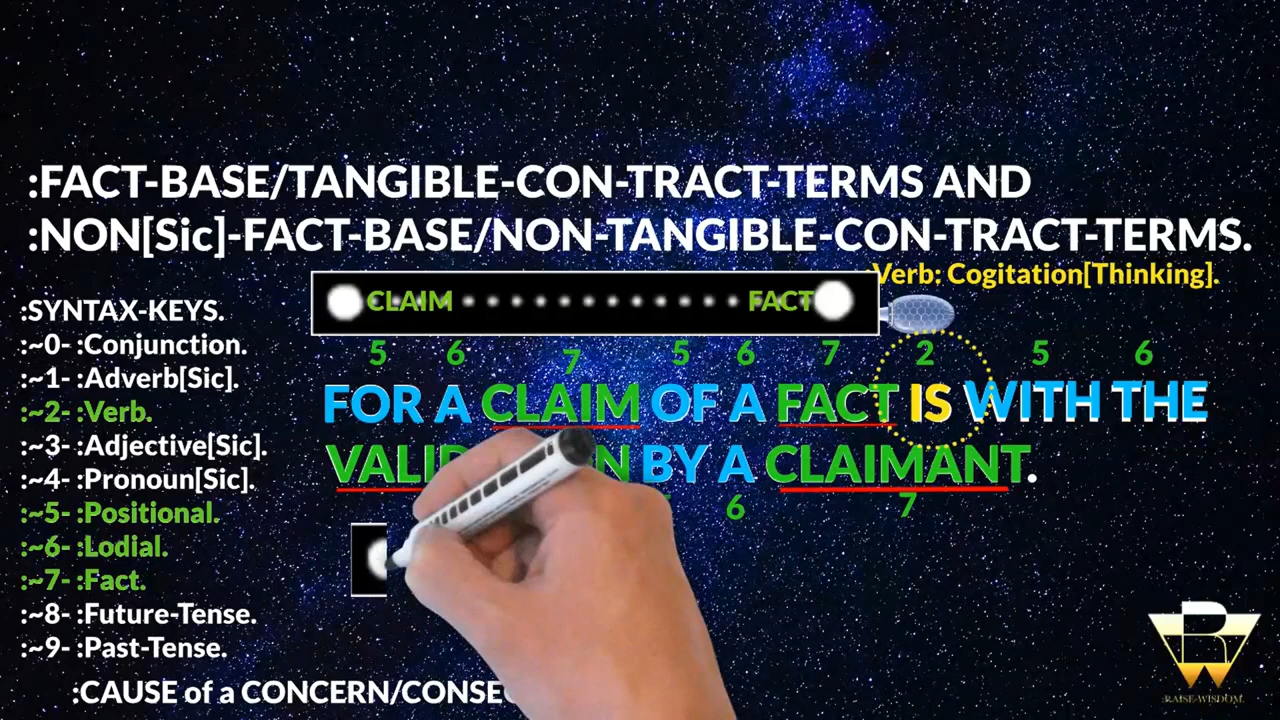 :FACT-BASE/TANGIBLE-CON-TRACT-TERMS AND
:NON[Sic]-FACT-BASE/NON-TANGIBLE-CON-TRACT-TERMS.
:Verb: Cogitation[Thinking].
CLAIM FACT
:SYNTAX-KEYS.
:~0- :Conjunction.
:~1- :Adverb[Sic].
:~2- :Verb.
:~3- :Adjective[Sic].
:~4- :Pronoun[Sic].
:~5- :Positional.
:~6- :Lodial.
:~7- :Fact.
:~8- :Future-Tense.
:~9- :Past-Tense.
5 6 7 5 6 7 2 5 6
FOR A CLAIM OF A FACT IS WITH THE
BY A CLAIMANT.
6 7
:CAUSE of a CONCERN/
:RAISE-WISDOM.